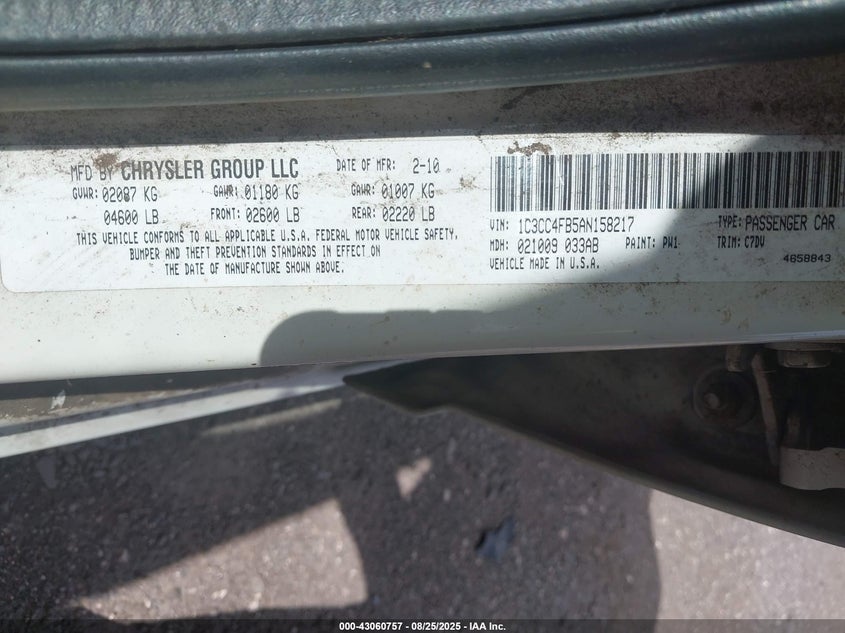 MFD BY CHRYSLER GROUP LLC DATE OF MFR: 2-10
GVWR: 02087 KG GAWR: 01180 KG GAWR: 01007 KG
04600 LB FRONT: 02600 LB REAR: 02220 LB
THIS VEHICLE CONFORMS TO ALL APPLICABLE U.S.A. FEDERAL MOTOR VEHICLE SAFETY,
BUMPER AND THEFT PREVENTION STANDARDS IN EFFECT ON
THE DATE OF MANUFACTURE SHOWN ABOVE.
VIN: 1C3CC4FB5AN158217 TYPE: PASSENGER CAR
MDH: 021009 033AB PAINT: PW1 TRIM: C7DV
VEHICLE MADE IN U.S.A. 4658843
000-43060757 - 08/25/2025 - IAA Inc.